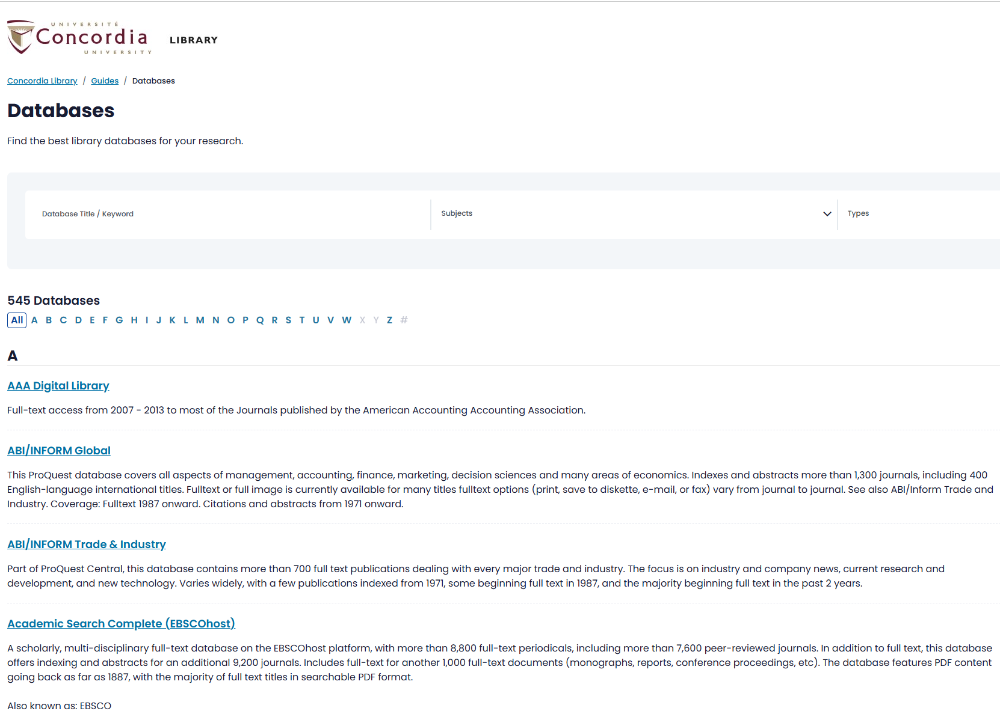 UNIVERSITÉ
Concordia
UNIVERSITY
LIBRARY
Concordia Library / Guides / Databases
Databases
Find the best library databases for your research.
Database Title / Keyword
Subjects
Types
545 Databases
All A B C D E F G H I J K L M N O P Q R S T U V W X Y Z #
A
AAA Digital Library
Full-text access from 2007 - 2013 to most of the Journals published by the American Accounting Accounting Association.
ABI/INFORM Global
This ProQuest database covers all aspects of management, accounting, finance, marketing, decision sciences and many areas of economics. Indexes and abstracts more than 1,300 journals, including 400
English-language international titles. Fulltext or full image is currently available for many titles fulltext options (print, save to diskette, e-mail, or fax) vary from journal to journal. See also ABI/Inform Trade and
Industry. Coverage: Fulltext 1987 onward. Citations and abstracts from 1971 onward.
ABI/INFORM Trade & Industry
Part of ProQuest Central, this database contains more than 700 full text publications dealing with every major trade and industry. The focus is on industry and company news, current research and
development, and new technology. Varies widely, with a few publications indexed from 1971, some beginning full text in 1987, and the majority beginning full text in the past 2 years.
Academic Search Complete (EBSCOhost)
A scholarly, multi-disciplinary full-text database on the EBSCOhost platform, with more than 8,800 full-text periodicals, including more than 7,600 peer-reviewed journals. In addition to full text, this database
offers indexing and abstracts for an additional 9,200 journals. Includes full-text for another 1,000 full-text documents (monographs, reports, conference proceedings, etc). The database features PDF content
going back as far as 1887, with the majority of full text titles in searchable PDF format.
Also known as: EBSCO